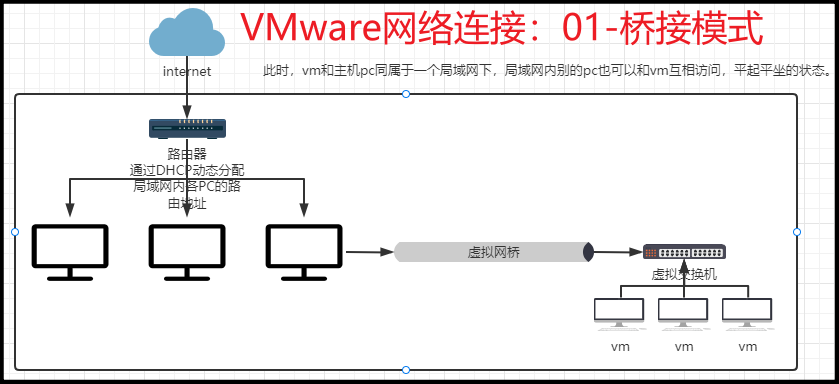 VMware网络连接：01-桥接模式
internet
此时，vm和主机pc同属于一个局域网下，局域网内别的pc也可以和vm互相访问，平起平坐的状态。
路由器
通过DHCP动态分配
局域网内各PC的路
由地址
虚拟网桥
虚拟交换机
vm
vm
vm